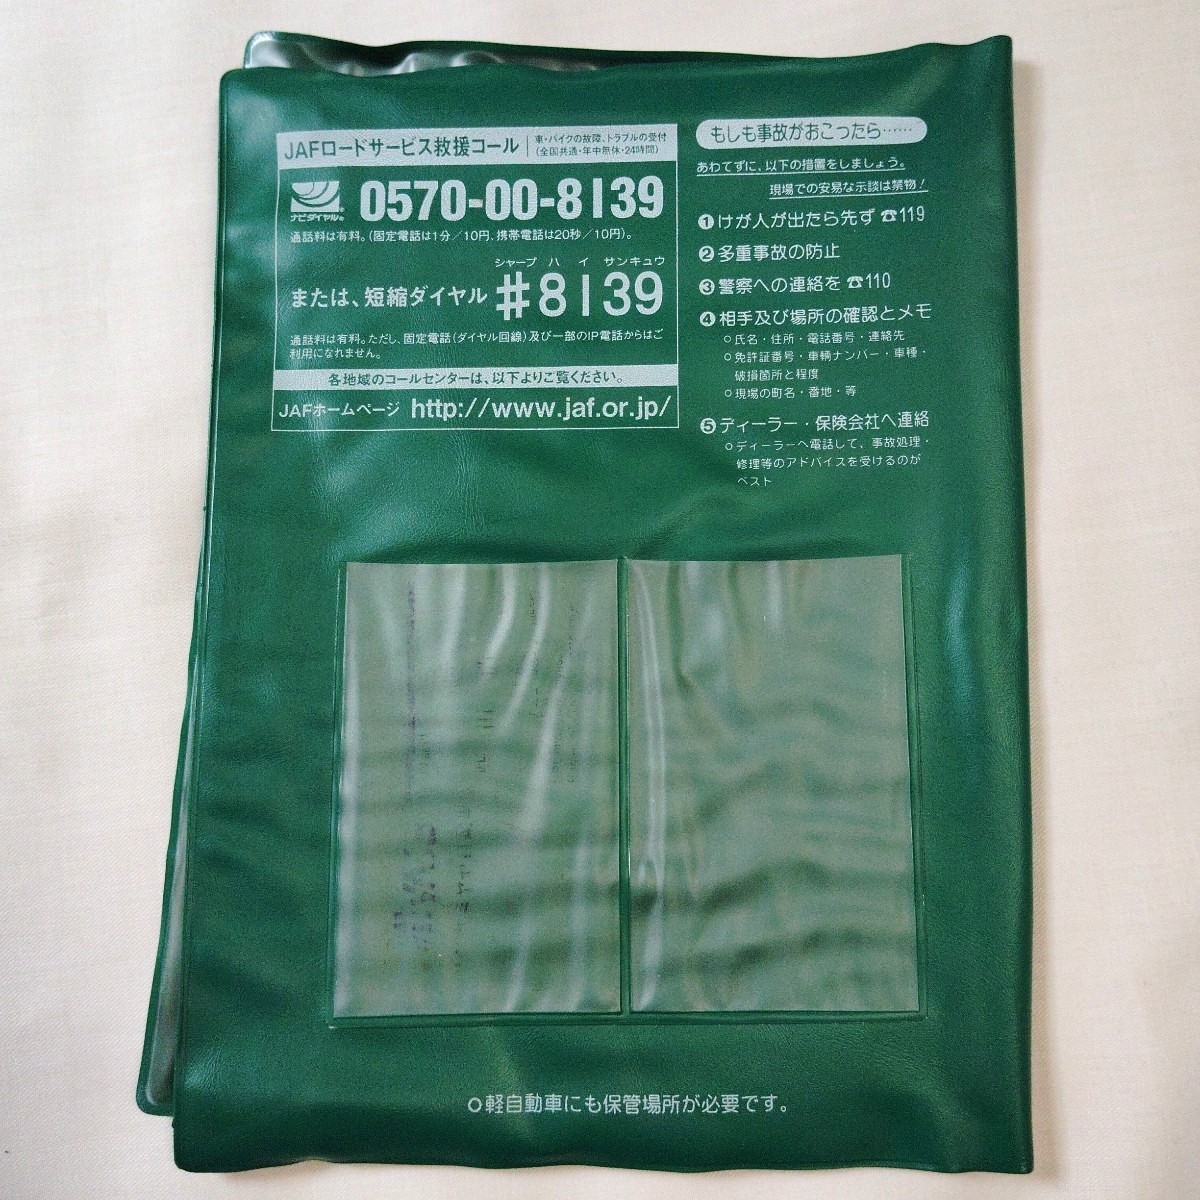 JAFロードサービス救援コール
車・バイクの故障、トラブルの受付
(全国共通・年中無休・24時間)
ナビダイヤル®
0570-00-8139
通話料は有料。(固定電話は1分/10円、携帯電話は20秒/10円)。
シャープ ハ イ サンキュウ
または、短縮ダイヤル #8139
通話料は有料。ただし、固定電話(ダイヤル回線)及び一部のIP電話からはご
利用になれません。
各地域のコールセンターは、以下よりご覧ください。
JAFホームページ http://www.jaf.or.jp/
もしも事故がおこったら……
あわてずに、以下の措置をしましょう。
現場での安易な示談は禁物!
❶けが人が出たら先ず☎119
❷多重事故の防止
❸警察への連絡を☎110
❹相手及び場所の確認とメモ
○氏名・住所・電話番号・連絡先
○免許証番号・車輌ナンバー・車種・
破損箇所と程度
○現場の町名・番地・等
❺ディーラー・保険会社へ連絡
○ディーラーへ電話して、事故処理・
修理等のアドバイスを受けるのが
ベスト
○軽自動車にも保管場所が必要です。